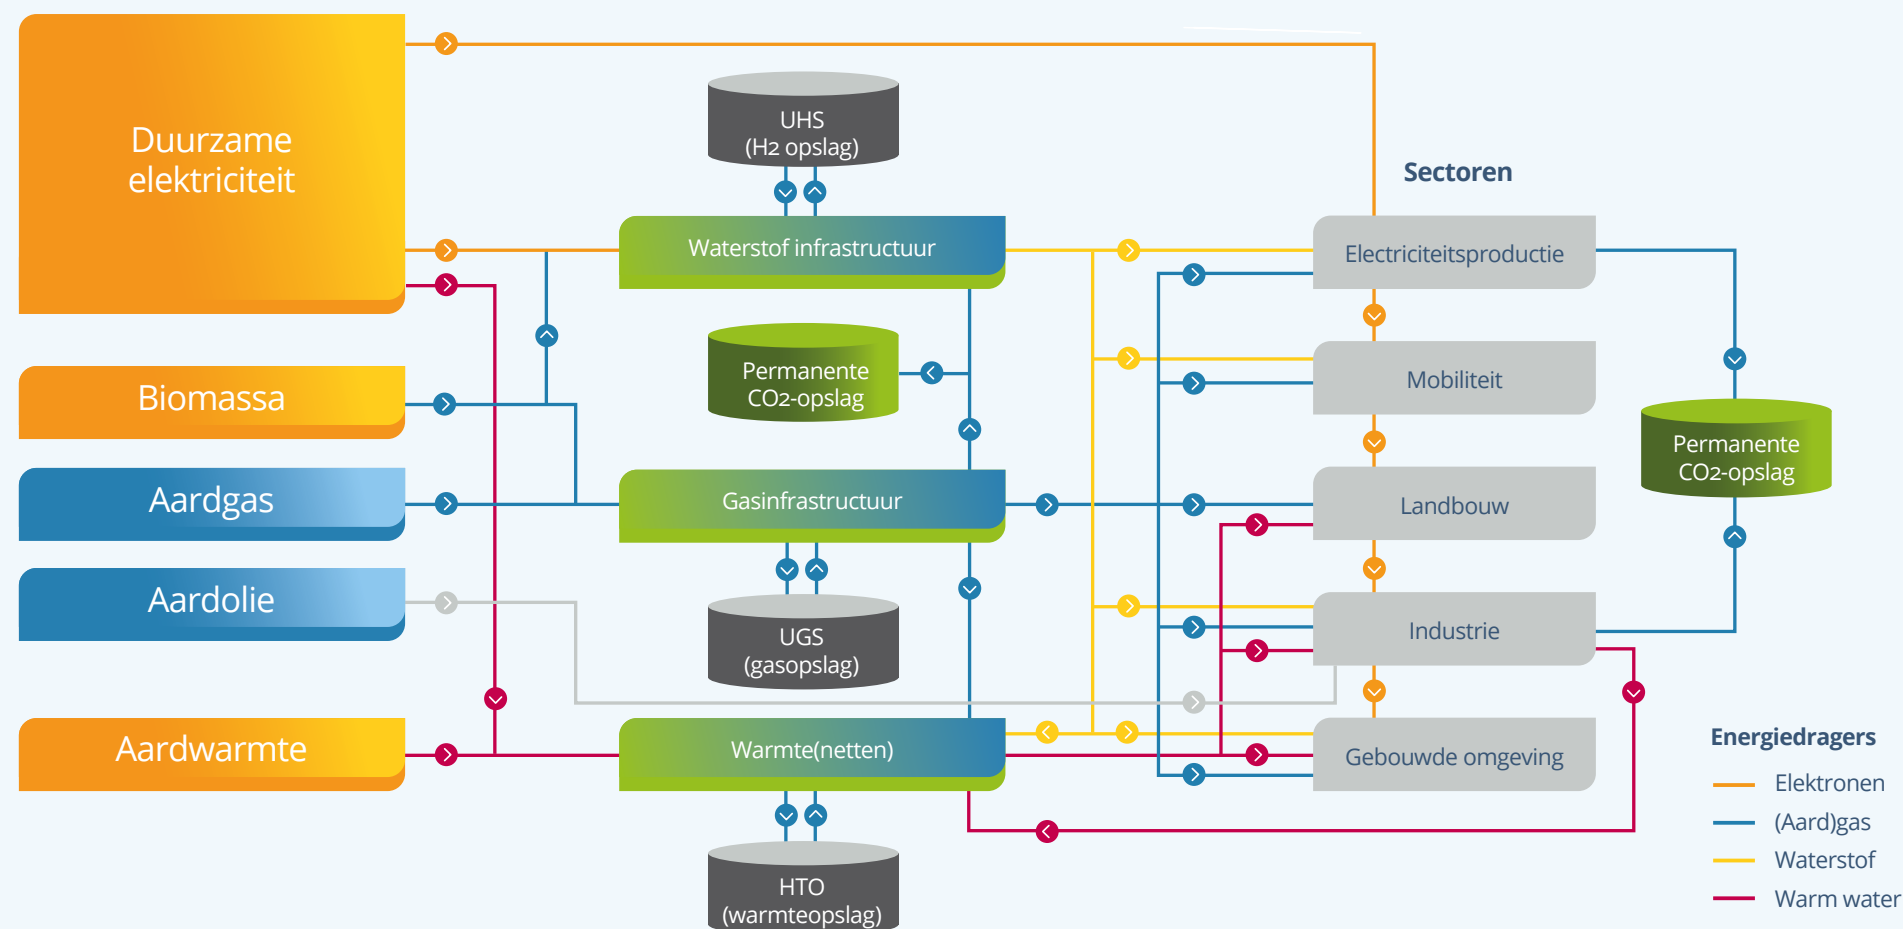 Duurzame
elektriciteit
Biomassa
Aardgas
Aardolie
Aardwarmte
UHS
(H2 opslag)
Waterstof infrastructuur
Permanente
CO2-opslag
Gasinfrastructuur
UGS
(gasopslag)
Warmte(netten)
HTO
(warmteopslag)
Sectoren
Electriciteitsproductie
Mobiliteit
Landbouw
Industrie
Gebouwde omgeving
Permanente
CO2-opslag
Energiedragers
Elektronen
(Aard)gas
Waterstof
Warm water